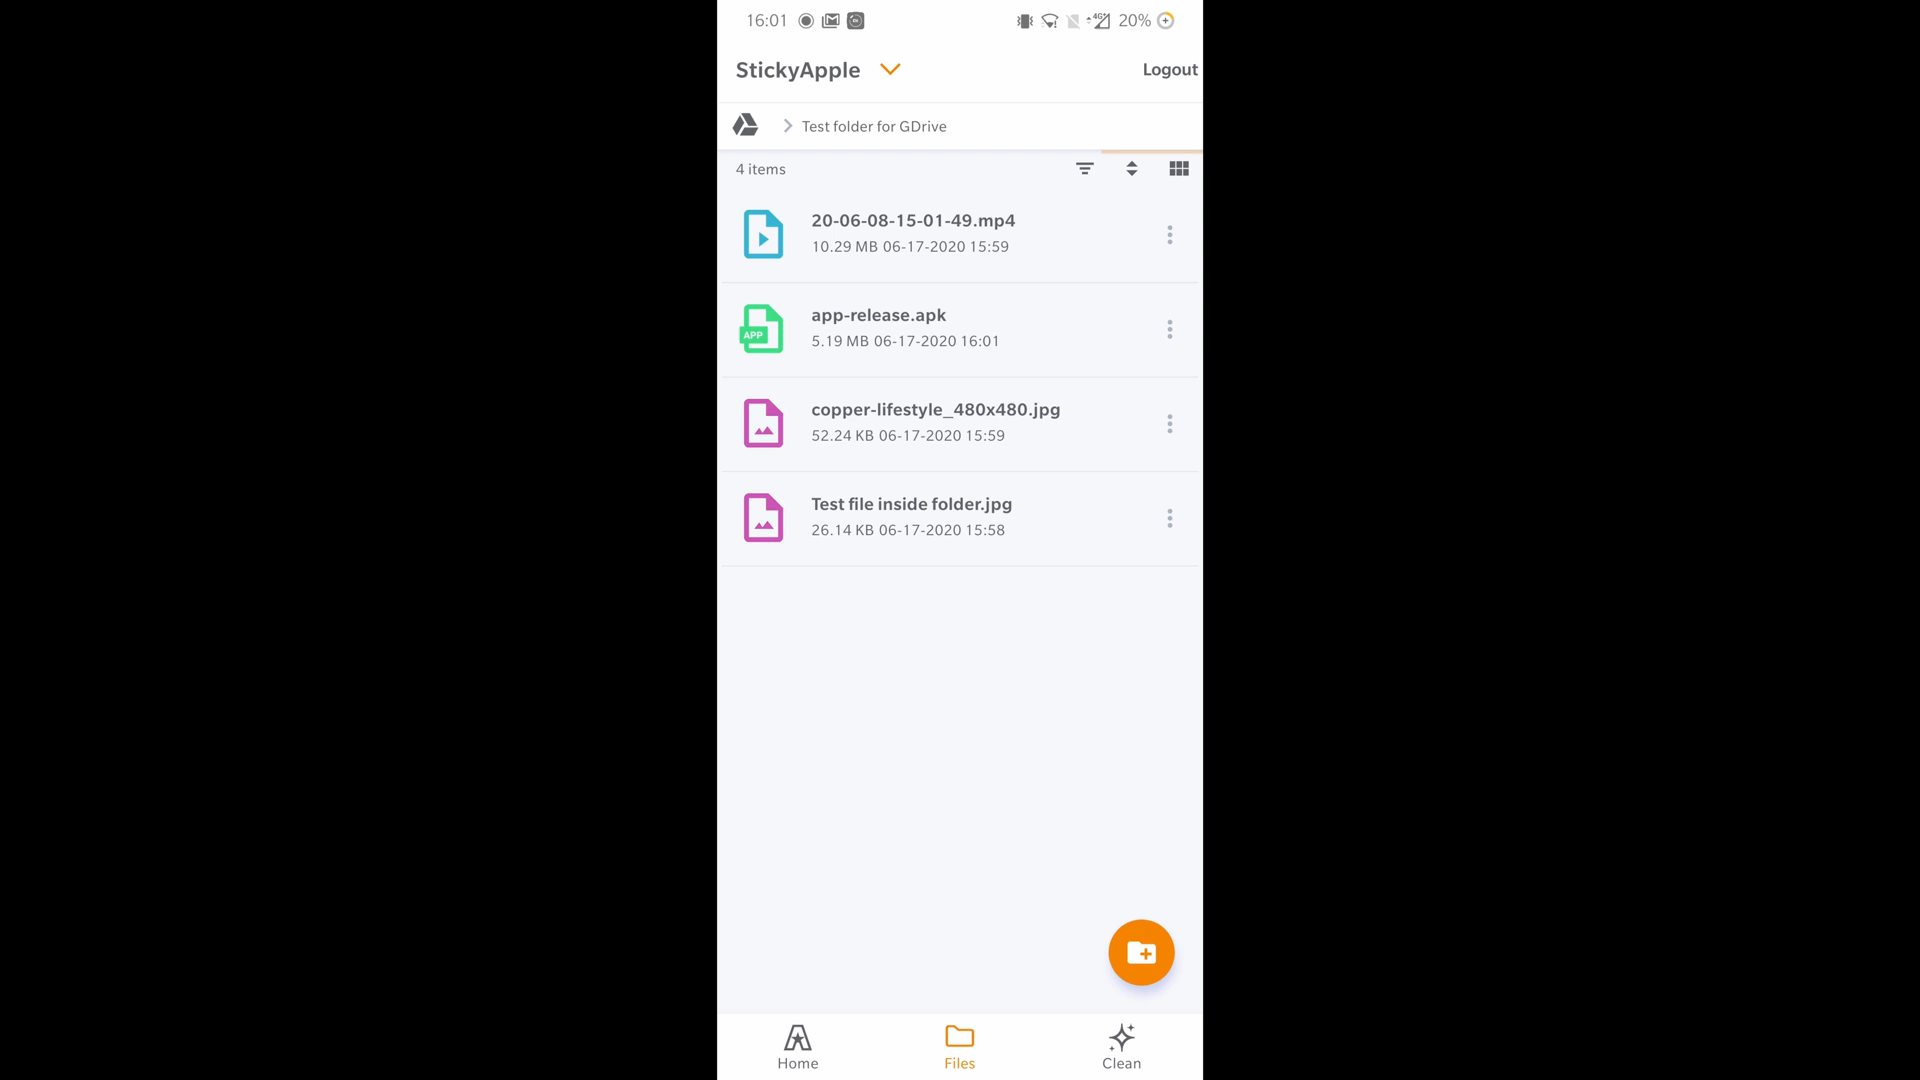 16:01 4G+ 20%
StickyApple Logout
Test folder for GDrive
4 items
20-06-08-15-01-49.mp4
10.29 MB 06-17-2020 15:59
APP
app-release.apk
5.19 MB 06-17-2020 16:01
copper-lifestyle_480x480.jpg
52.24 KB 06-17-2020 15:59
Test file inside folder.jpg
26.14 KB 06-17-2020 15:58
Home Files Clean